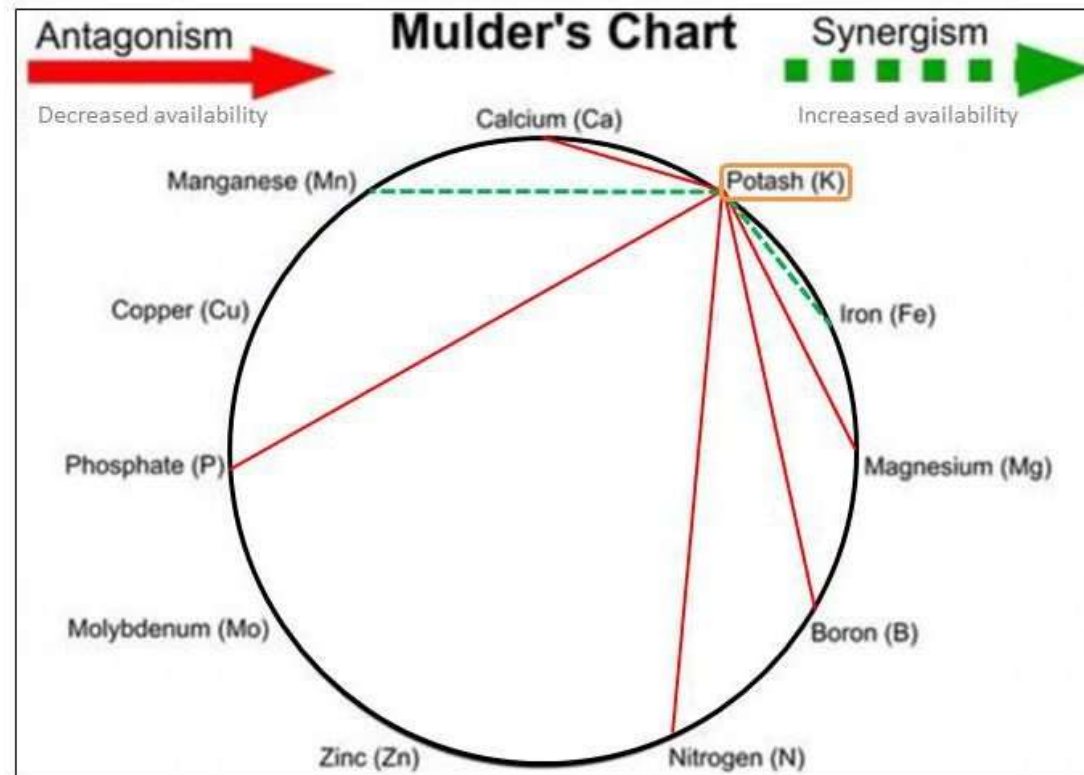 Mulder's Chart
Antagonism
Decreased availability
Synergism
Increased availability
Calcium (Ca)
Manganese (Mn)
Potash (K)
Copper (Cu)
Iron (Fe)
Phosphate (P)
Magnesium (Mg)
Molybdenum (Mo)
Boron (B)
Zinc (Zn)
Nitrogen (N)